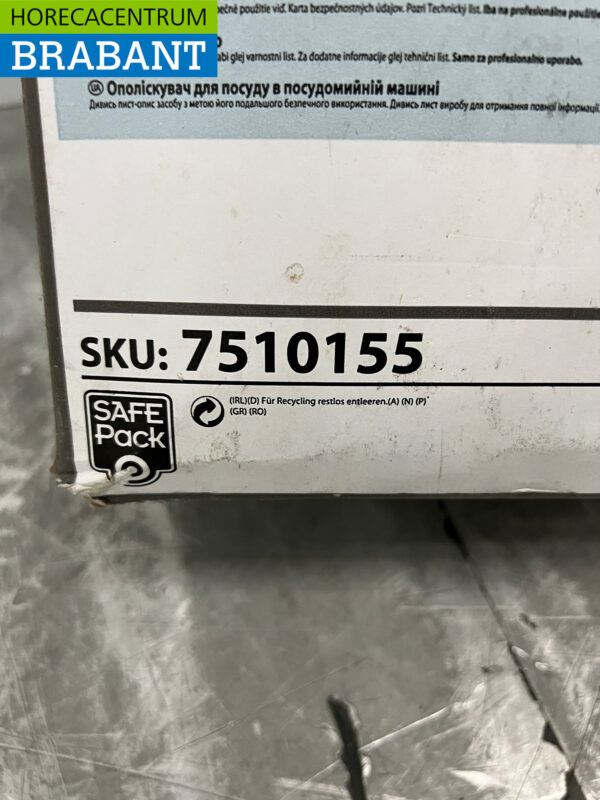 HORECACENTRUM
BRABANT
ečné použitie viď. Karta bezpečnostných údajov. Pozri Technický list. Iba na profesionálne použitie
abi glej varnostni list. Za dodatne informacije glej tehnični list. Samo za profesionalno uporabo.
UA Ополіскувач для посуду в посудомийній машині
Дивись лист-опис засобу з метою його подальшого безпечного використання. Дивись лист виробу для отримання повної інформації.
SKU: 7510155
SAFE
Pack
(IRL)(D) Für Recycling restlos entleeren.(A) (N) (P)
(GR) (RO)